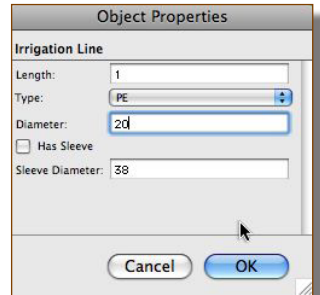 Object Properties
Irrigation Line
Length: 1
Type: PE
Diameter: 20
Has Sleeve
Sleeve Diameter: 38
Cancel OK